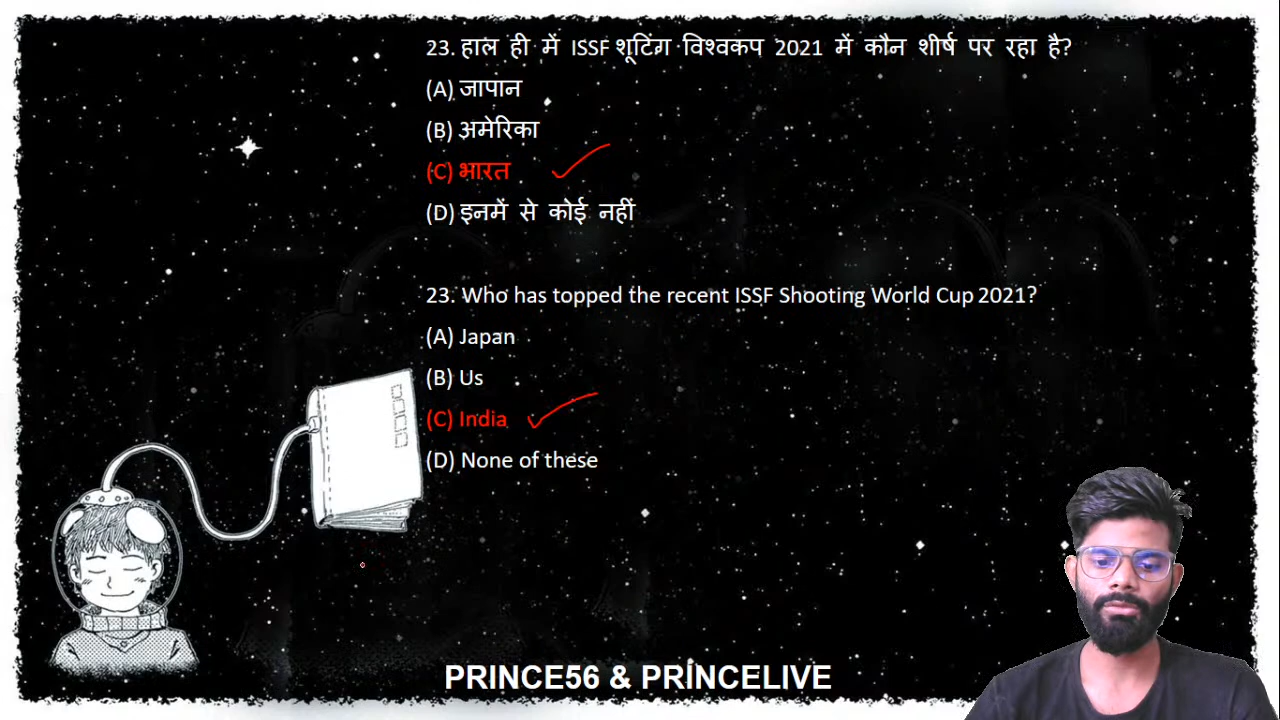 23. हाल ही में ISSF शूटिंग विश्वकप 2021 में कौन शीर्ष पर रहा है?
(A) जापान
(B) अमेरिका
(C) भारत
(D) इनमें से कोई नहीं
23. Who has topped the recent ISSF Shooting World Cup 2021?
(A) Japan
(B) Us
(C) India
(D) None of these
PRINCE56 & PRINCELIVE